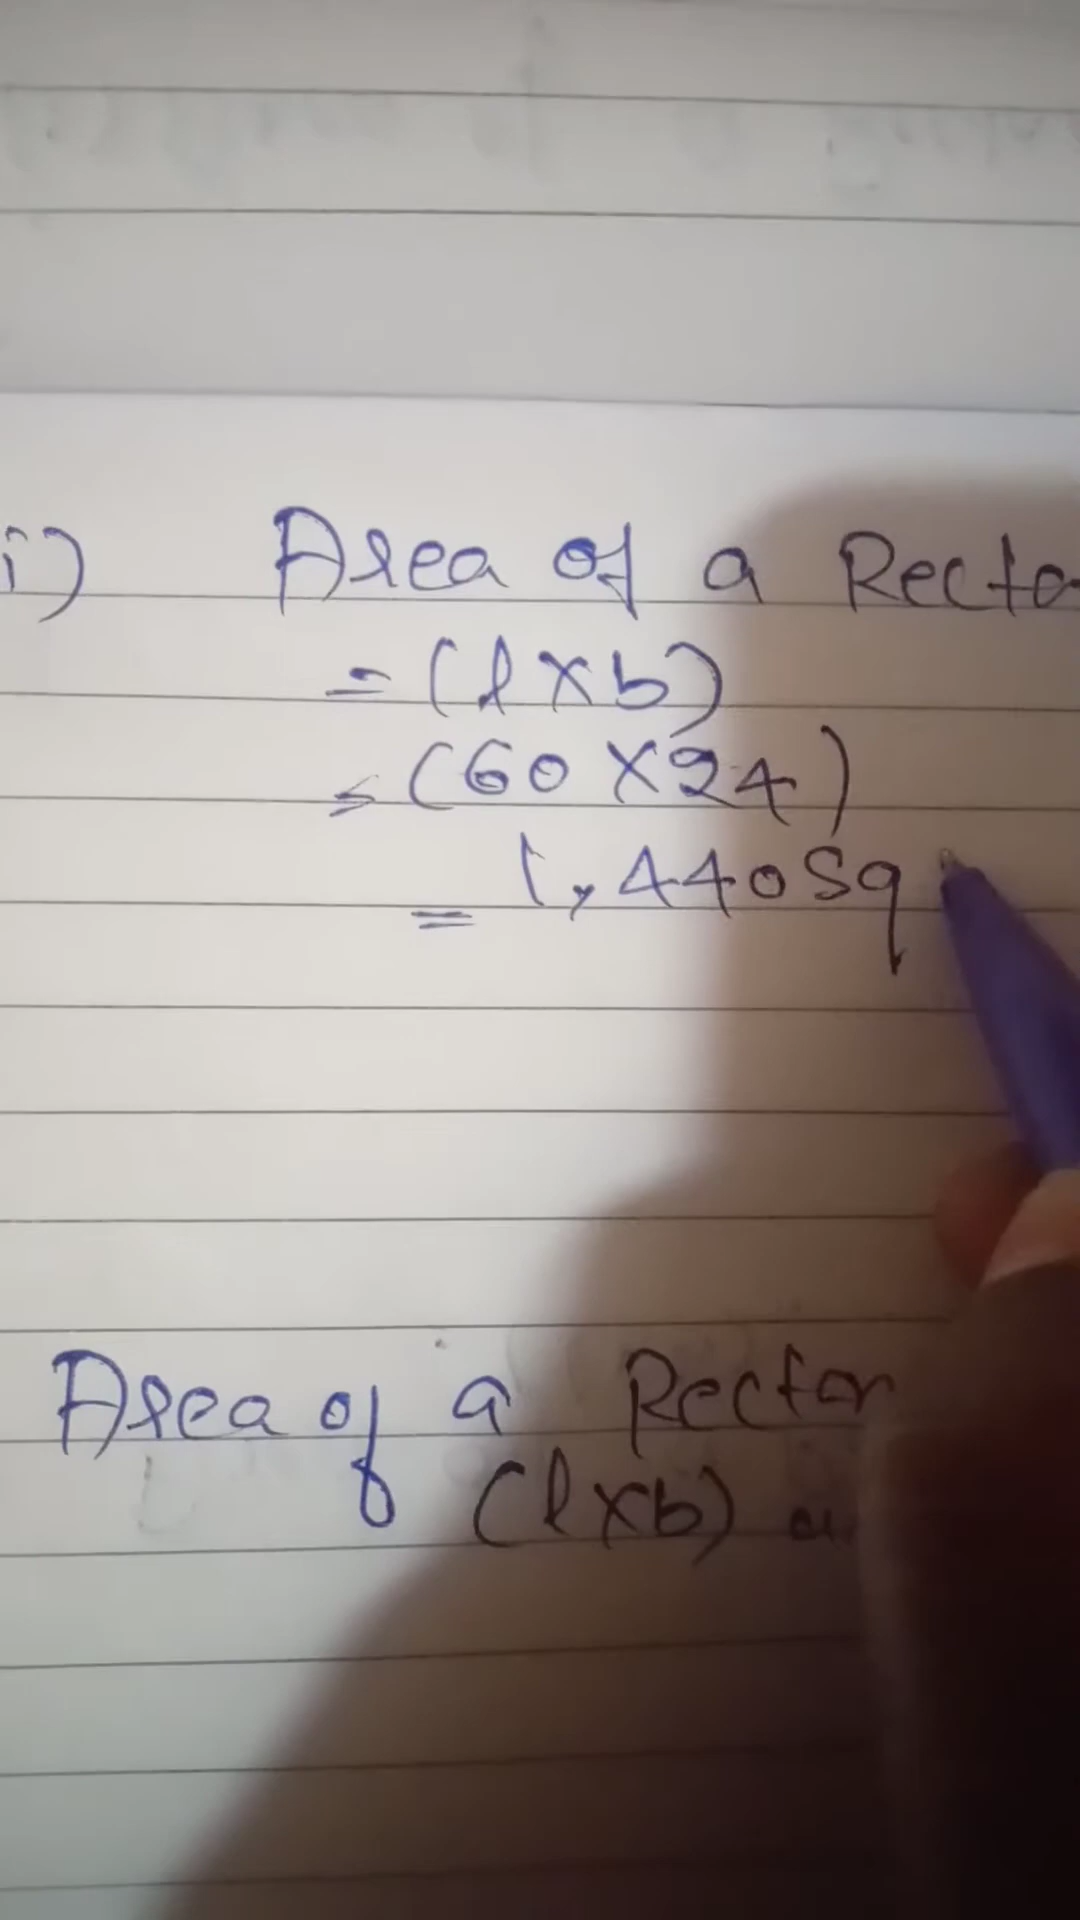 i) Area of a Recta
= (l×b)
= (60 × 24)
= 1,440 Sq
Area of a Rectan
(l×b)